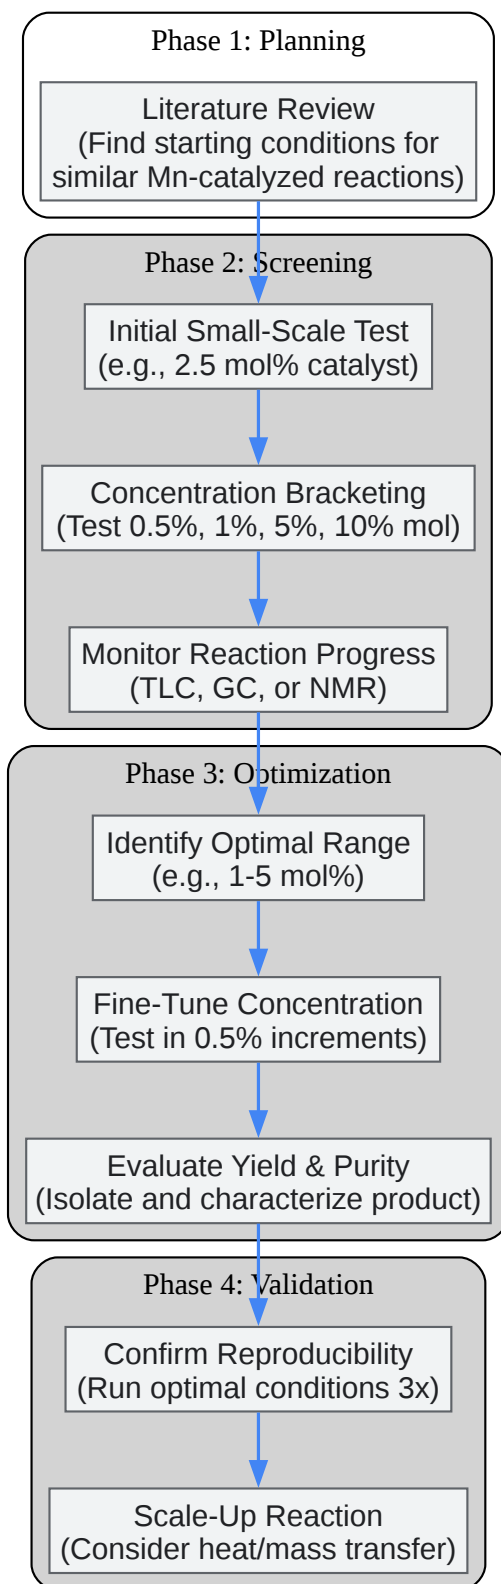 Phase 1: Planning
Literature Review
(Find starting conditions for
similar Mn-catalyzed reactions)
Phase 2: Screening
Initial Small-Scale Test
(e.g., 2.5 mol% catalyst)
Concentration Bracketing
(Test 0.5%, 1%, 5%, 10% mol)
Monitor Reaction Progress
(TLC, GC, or NMR)
Phase 3: Optimization
Identify Optimal Range
(e.g., 1-5 mol%)
Fine-Tune Concentration
(Test in 0.5% increments)
Evaluate Yield & Purity
(Isolate and characterize product)
Phase 4: Validation
Confirm Reproducibility
(Run optimal conditions 3x)
Scale-Up Reaction
(Consider heat/mass transfer)